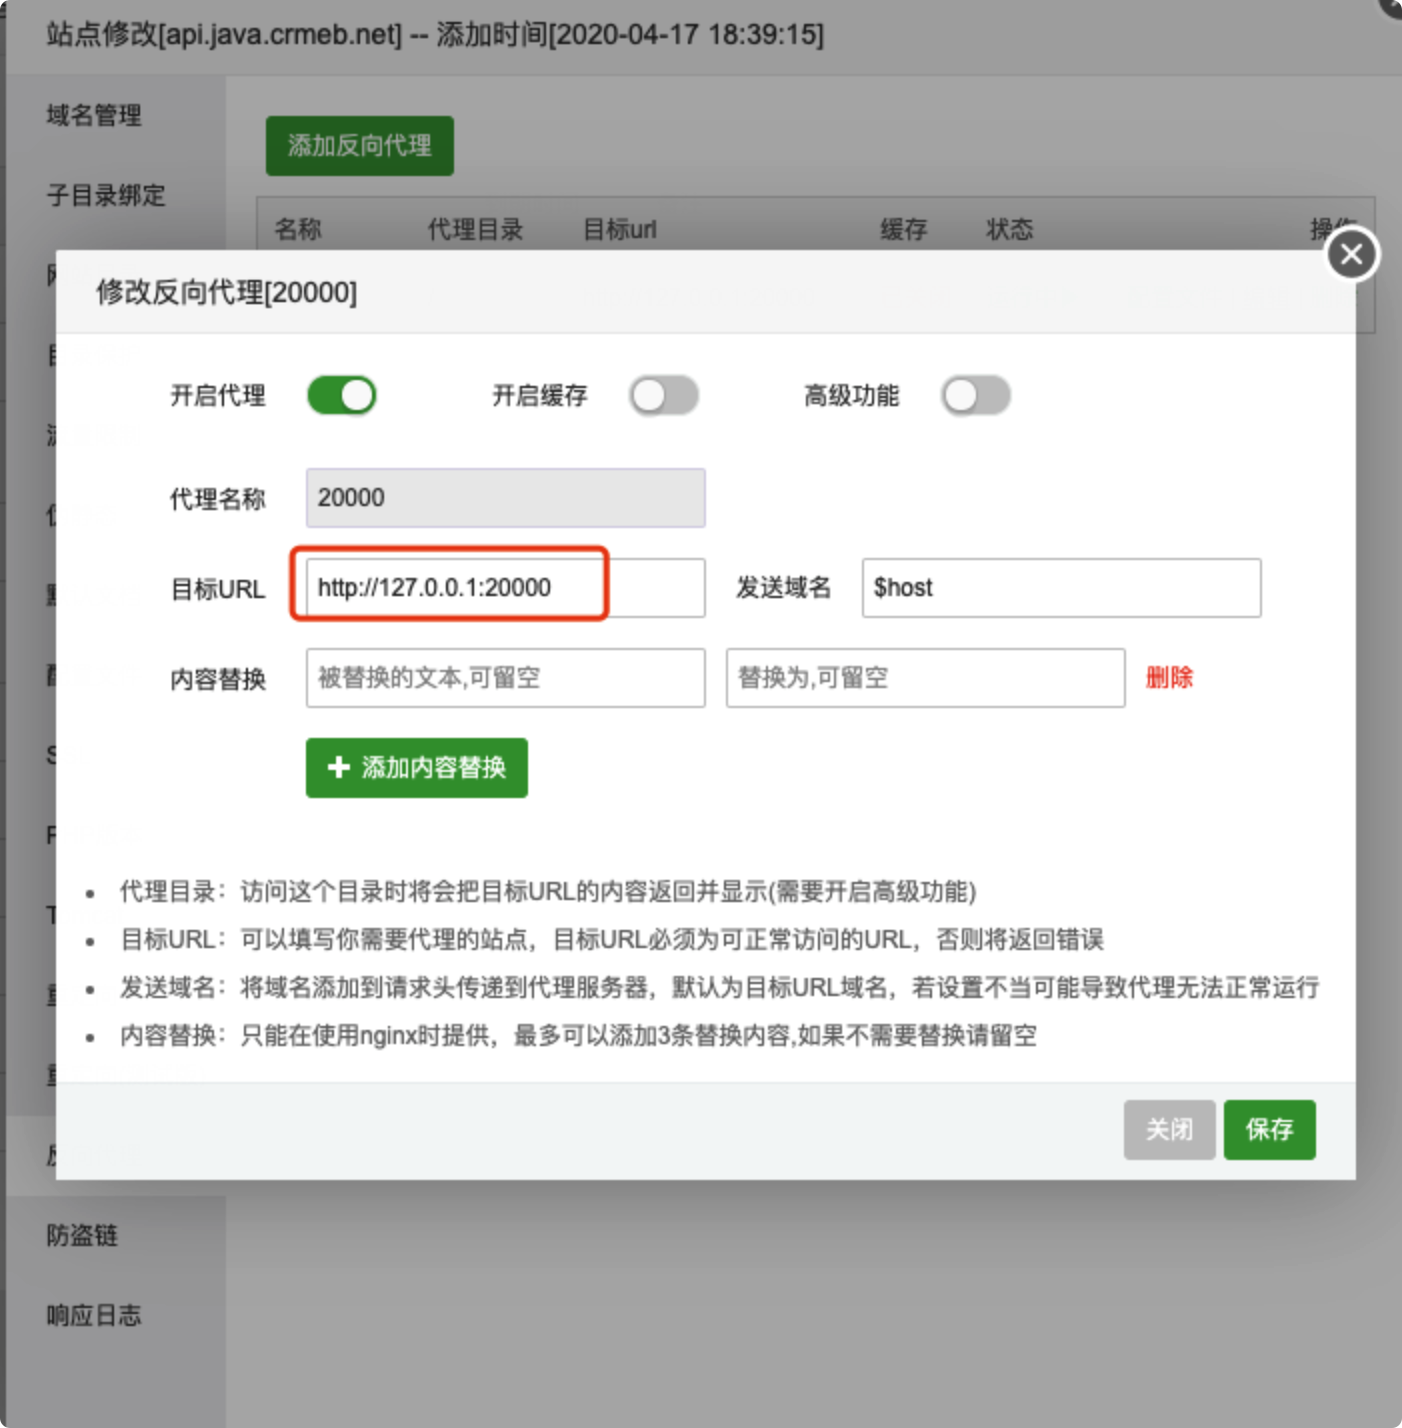 站点修改[api.java.crmeb.net] -- 添加时间[2020-04-17 18:39:15]
域名管理
添加反向代理
子目录绑定
名称 代理目录 目标url 缓存 状态 操作
修改反向代理[20000]
开启代理 开启缓存 高级功能
代理名称 20000
目标URL http://127.0.0.1:20000 发送域名 $host
内容替换 被替换的文本,可留空 替换为,可留空 删除
添加内容替换
代理目录：访问这个目录时将会把目标URL的内容返回并显示(需要开启高级功能)
目标URL：可以填写你需要代理的站点，目标URL必须为可正常访问的URL，否则将返回错误
发送域名：将域名添加到请求头传递到代理服务器，默认为目标URL域名，若设置不当可能导致代理无法正常运行
内容替换：只能在使用nginx时提供，最多可以添加3条替换内容,如果不需要替换请留空
关闭 保存
防盗链
响应日志